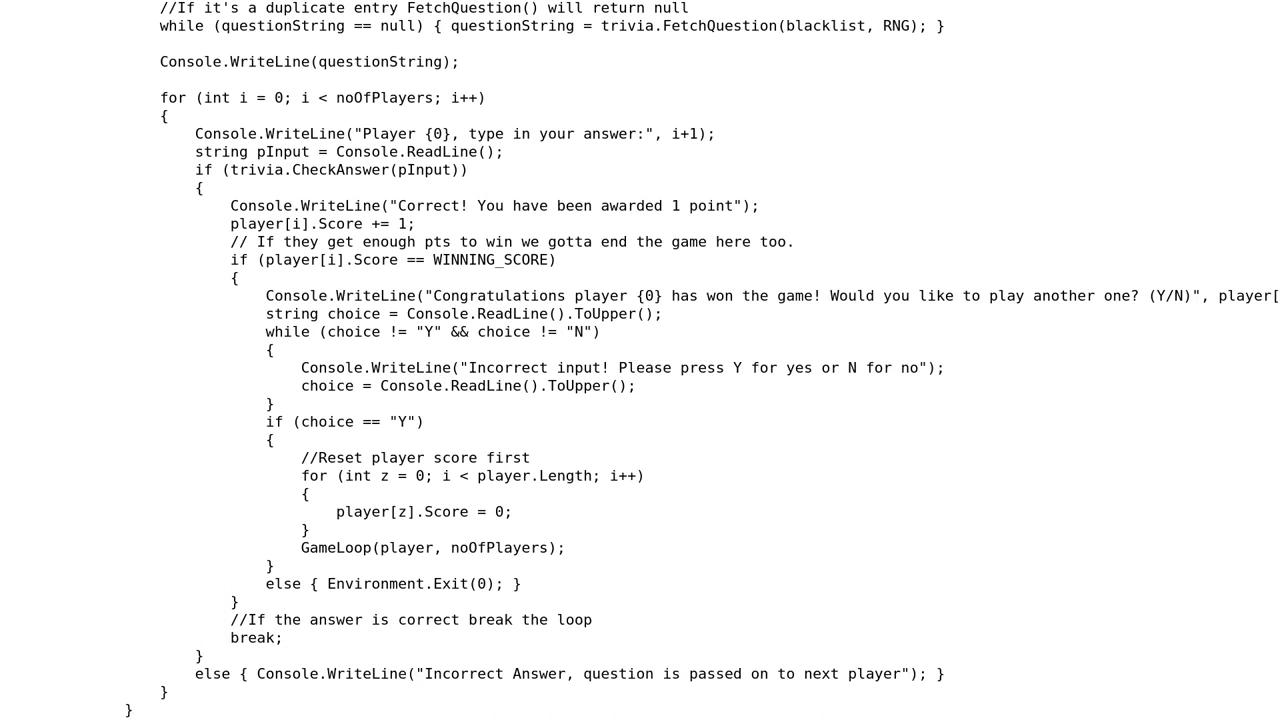 //If it's a duplicate entry FetchQuestion() will return null
while (questionString == null) { questionString = trivia.FetchQuestion(blacklist, RNG); }
Console.WriteLine(questionString);
for (int i = 0; i < noOfPlayers; i++)
{
Console.WriteLine("Player {0}, type in your answer:", i+1);
string pInput = Console.ReadLine();
if (trivia.CheckAnswer(pInput))
{
Console.WriteLine("Correct! You have been awarded 1 point");
player[i].Score += 1;
// If they get enough pts to win we gotta end the game here too.
if (player[i].Score == WINNING_SCORE)
{
Console.WriteLine("Congratulations player {0} has won the game! Would you like to play another one? (Y/N)", player[
string choice = Console.ReadLine().ToUpper();
while (choice != "Y" && choice != "N")
{
Console.WriteLine("Incorrect input! Please press Y for yes or N for no");
choice = Console.ReadLine().ToUpper();
}
if (choice == "Y")
{
//Reset player score first
for (int z = 0; i < player.Length; i++)
{
player[z].Score = 0;
}
GameLoop(player, noOfPlayers);
}
else { Environment.Exit(0); }
}
//If the answer is correct break the loop
break;
}
else { Console.WriteLine("Incorrect Answer, question is passed on to next player"); }
}
}